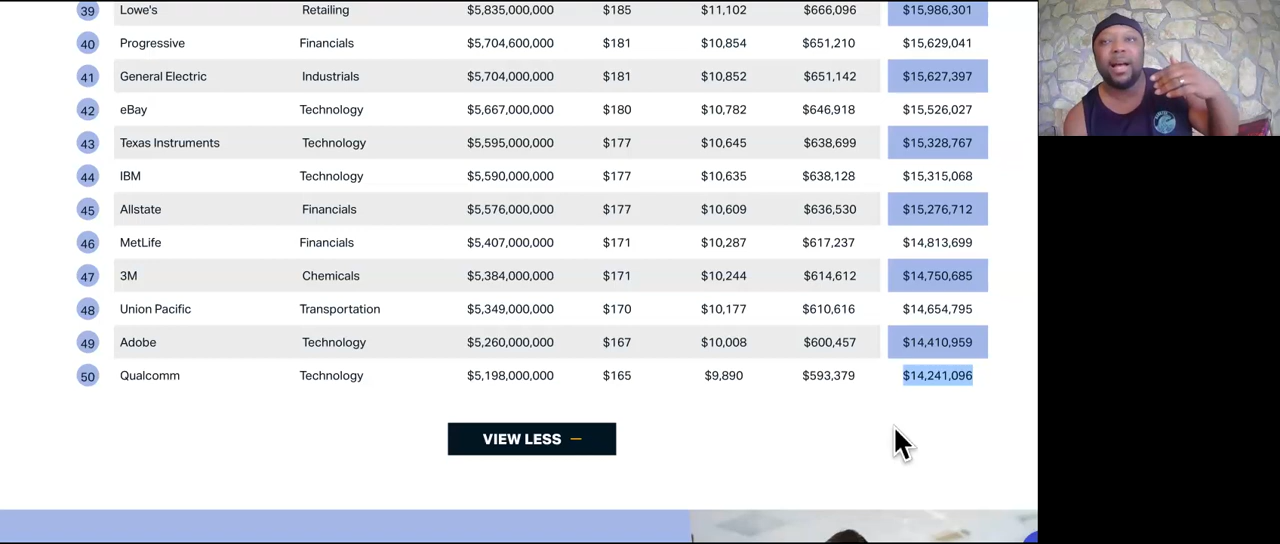 39 Lowe's Retailing $5,835,000,000 $185 $11,102 $666,096 $15,986,301
40 Progressive Financials $5,704,600,000 $181 $10,854 $651,210 $15,629,041
41 General Electric Industrials $5,704,000,000 $181 $10,852 $651,142 $15,627,397
42 eBay Technology $5,667,000,000 $180 $10,782 $646,918 $15,526,027
43 Texas Instruments Technology $5,595,000,000 $177 $10,645 $638,699 $15,328,767
44 IBM Technology $5,590,000,000 $177 $10,635 $638,128 $15,315,068
45 Allstate Financials $5,576,000,000 $177 $10,609 $636,530 $15,276,712
46 MetLife Financials $5,407,000,000 $171 $10,287 $617,237 $14,813,699
47 3M Chemicals $5,384,000,000 $171 $10,244 $614,612 $14,750,685
48 Union Pacific Transportation $5,349,000,000 $170 $10,177 $610,616 $14,654,795
49 Adobe Technology $5,260,000,000 $167 $10,008 $600,457 $14,410,959
50 Qualcomm Technology $5,198,000,000 $165 $9,890 $593,379 $14,241,096
VIEW LESS —